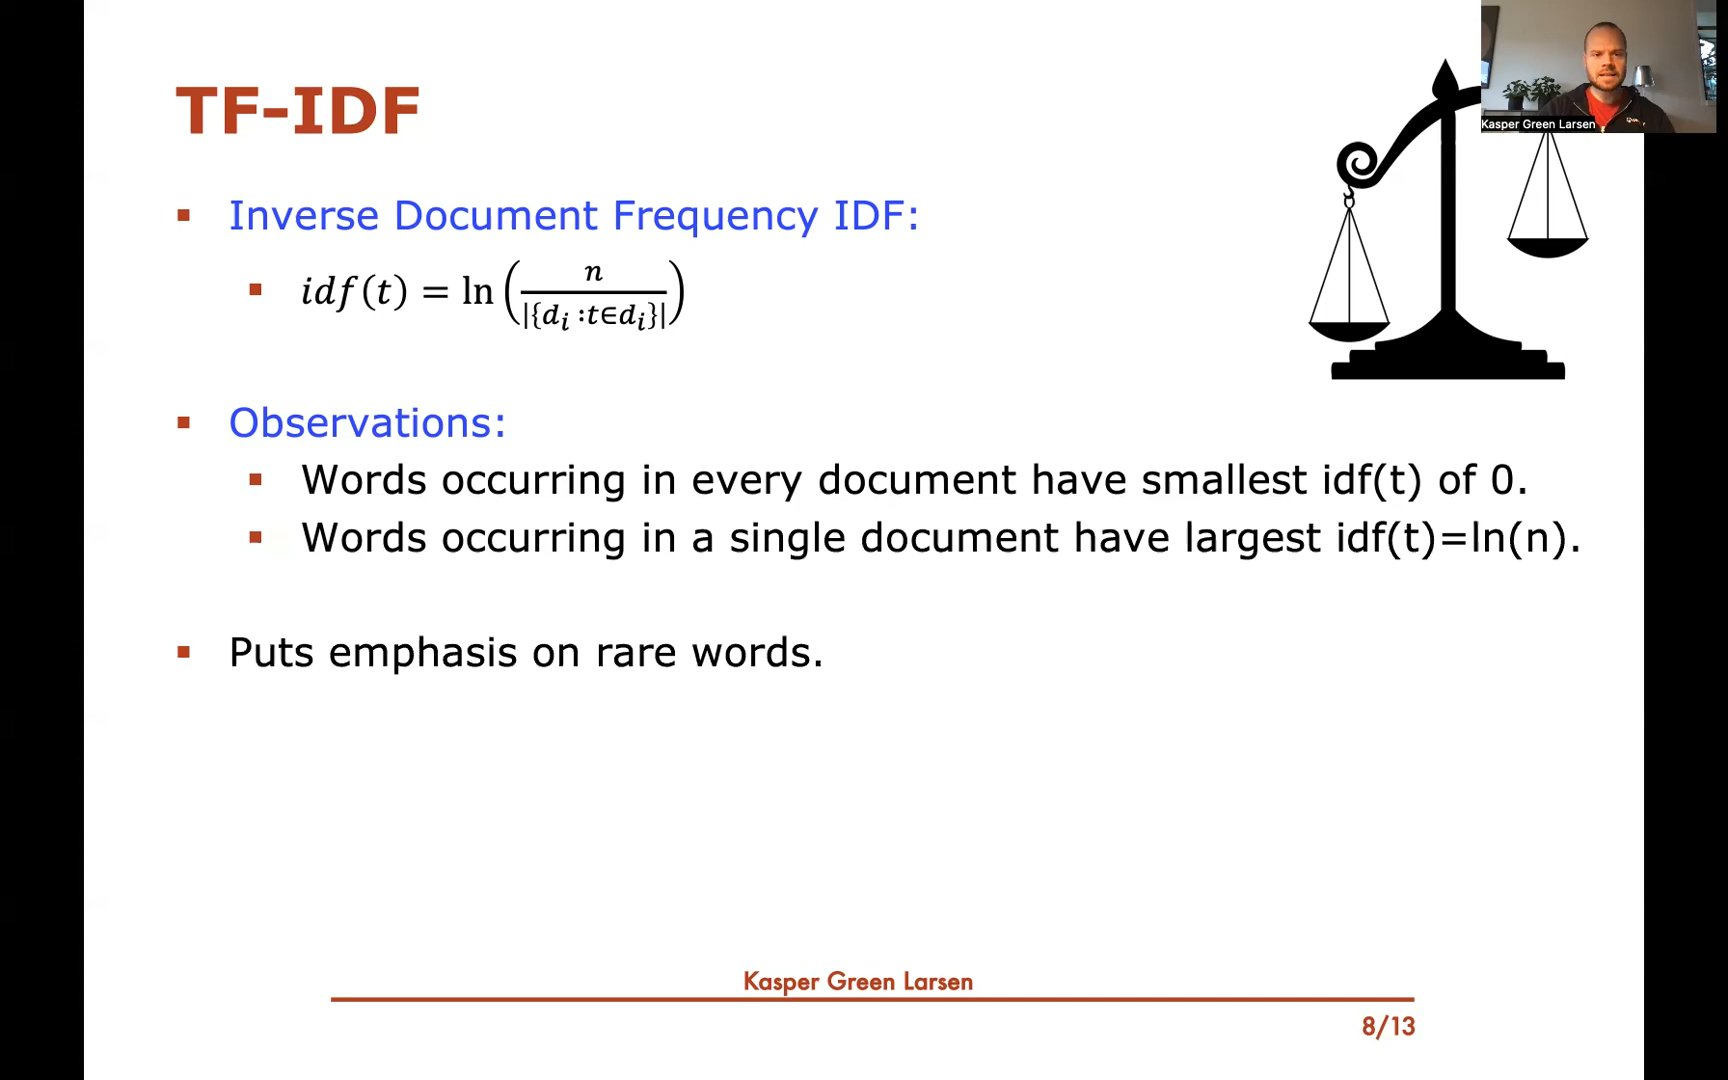 TF-IDF
Kasper Green Larsen
▪ Inverse Document Frequency IDF:
▪ idf(t) = ln(n / |{dᵢ :t∈dᵢ}|)
▪ Observations:
▪ Words occurring in every document have smallest idf(t) of 0.
▪ Words occurring in a single document have largest idf(t)=ln(n).
▪ Puts emphasis on rare words.
Kasper Green Larsen
8/13